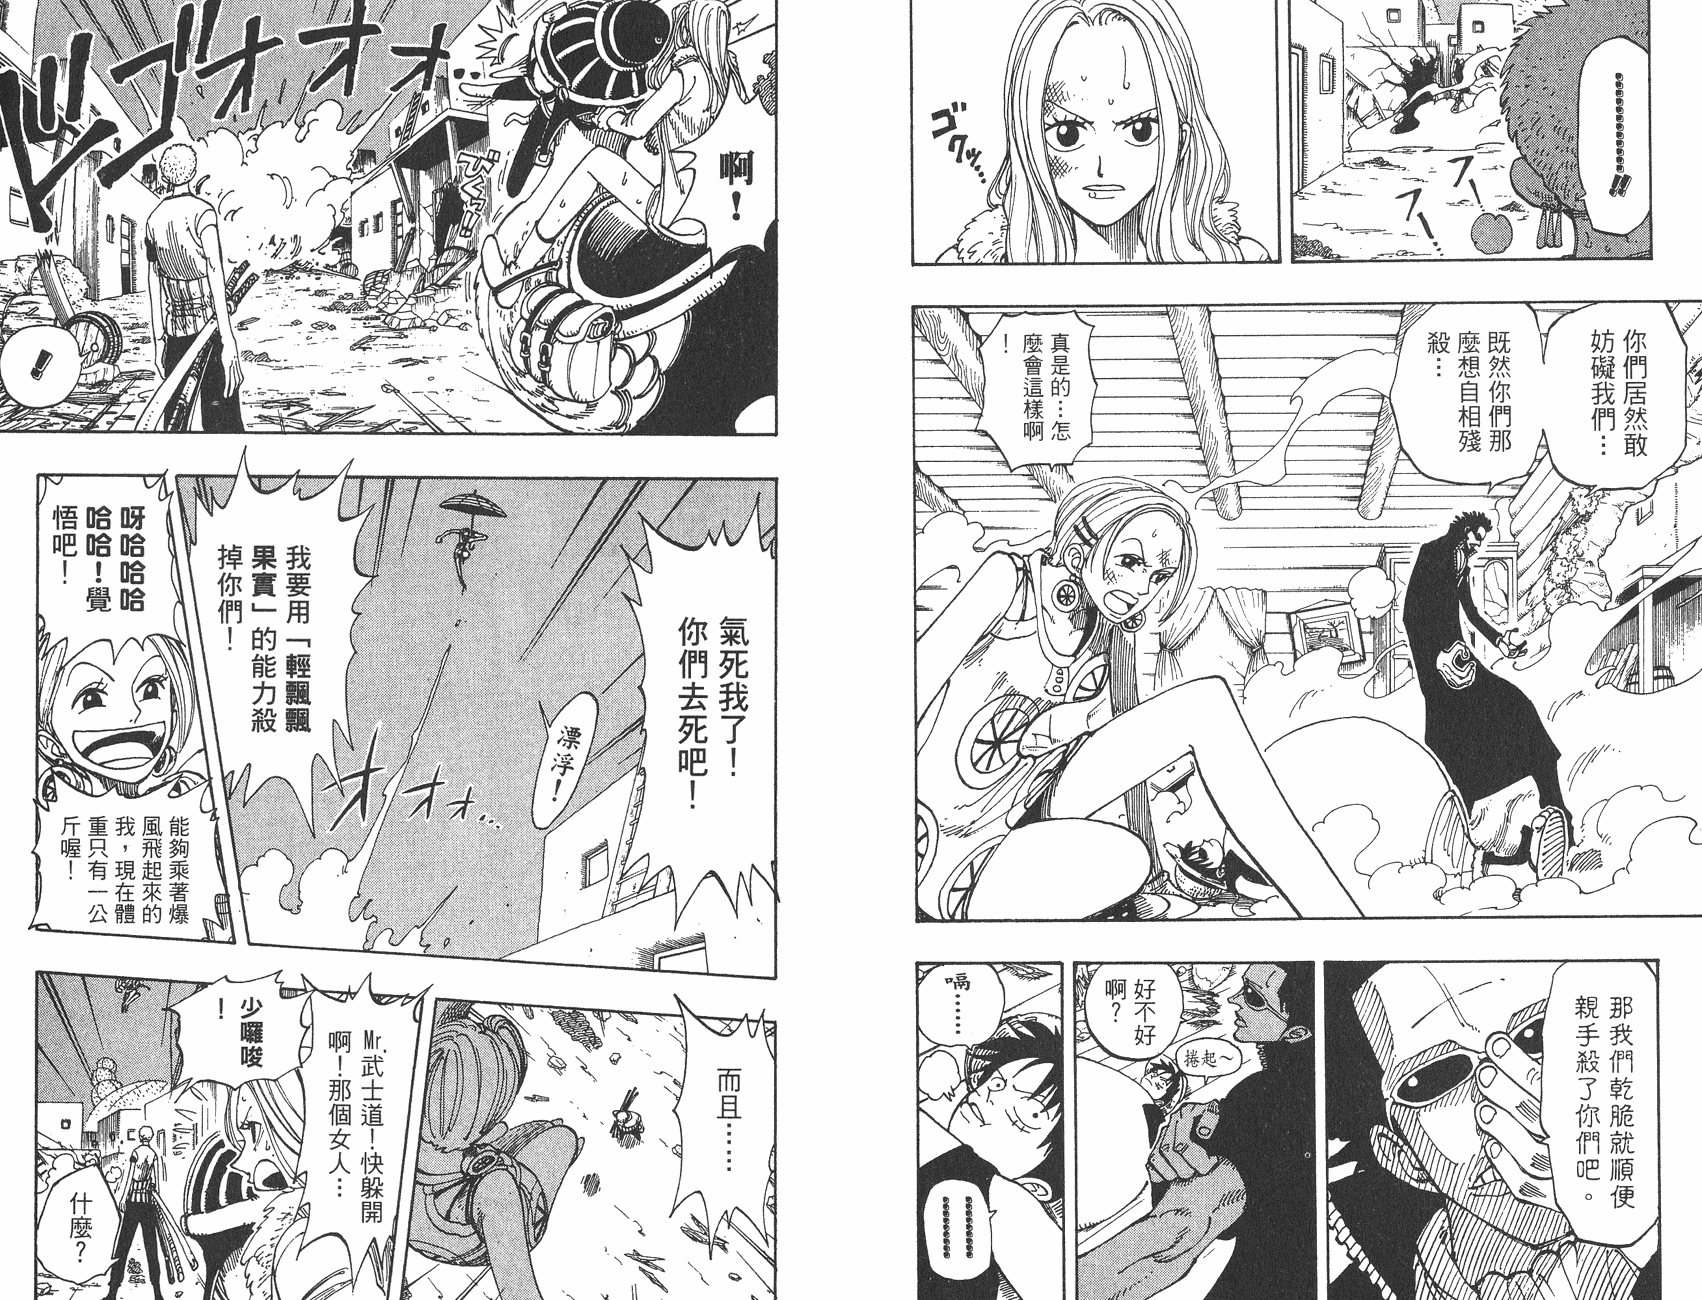 …………!!
ゴクッ…
フ
ッ…
你們居然敢
妨礙我們…
既然你們那
麼想自相殘
殺…
真是的…怎
麼會這樣啊
！
那我們乾脆就順便
親手殺了你們吧。
好不好
啊？
捲起～
嗝……
…………
啊！
ドゴォオオオ
！
氣死我了！
你們去死吧！
漂浮！
オオオ…
我要用「輕飄飄
果實」的能力殺
掉你們！
呀哈哈哈
哈哈！覺
悟吧！
能夠乘著爆
風飛起來的
我，現在體
重只有一公
斤喔！
而且……
Mr.武士道！快躲開
啊！那個女人…
少囉唆
！
什麼？